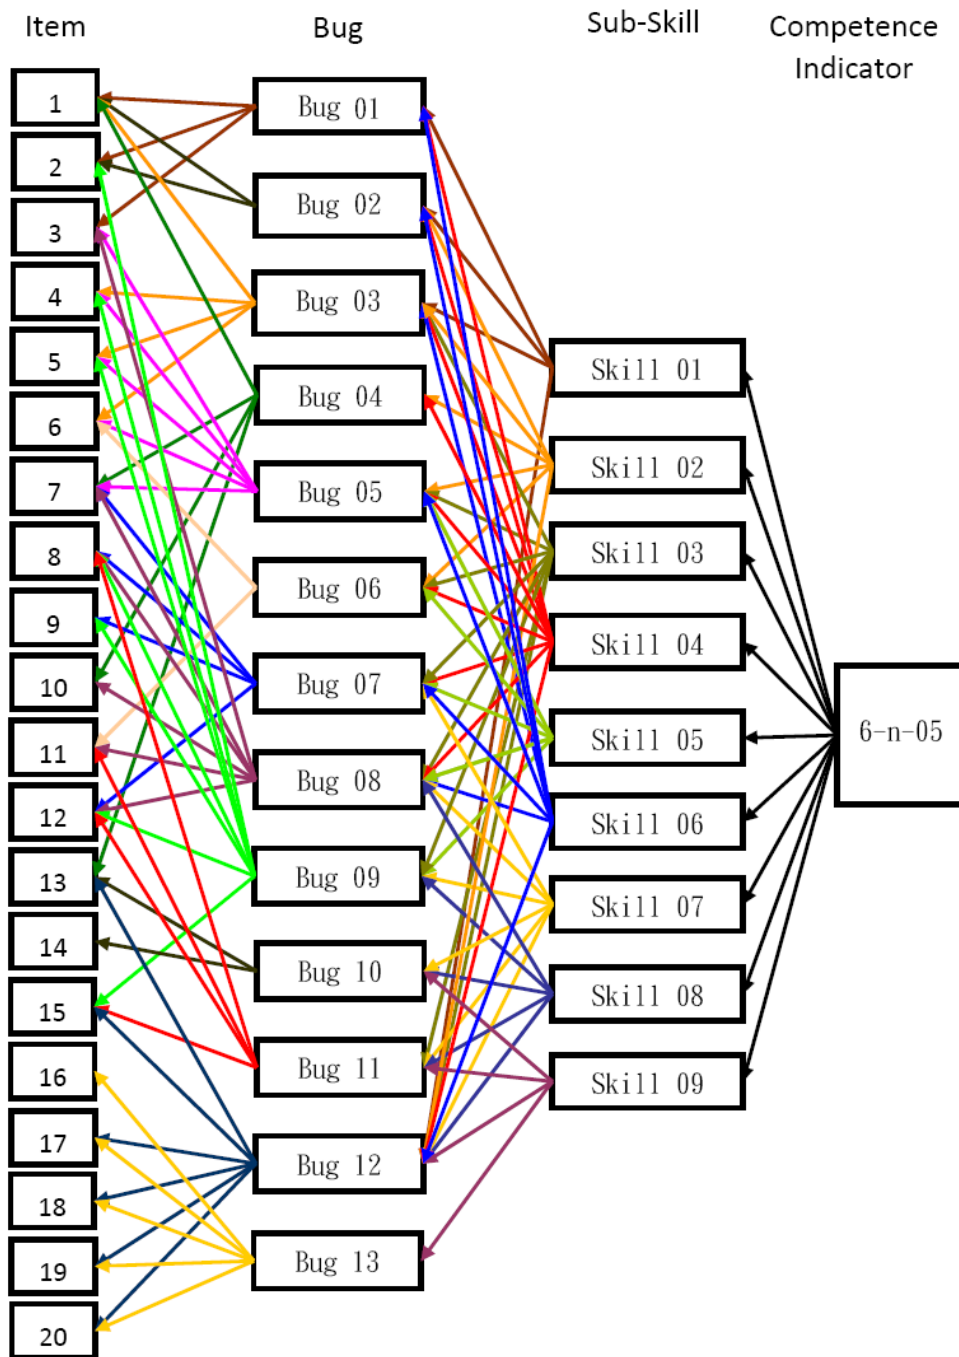 Item
Bug
Sub-Skill
Competence
Indicator
1
2
3
4
5
6
7
8
9
10
11
12
13
14
15
16
17
18
19
20
Bug 01
Bug 02
Bug 03
Bug 04
Bug 05
Bug 06
Bug 07
Bug 08
Bug 09
Bug 10
Bug 11
Bug 12
Bug 13
Skill 01
Skill 02
Skill 03
Skill 04
Skill 05
Skill 06
Skill 07
Skill 08
Skill 09
6-n-05